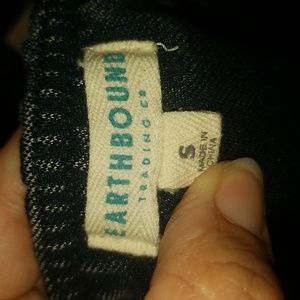 EARTHBOUND
TRADING CO
S
MADE IN
CHINA